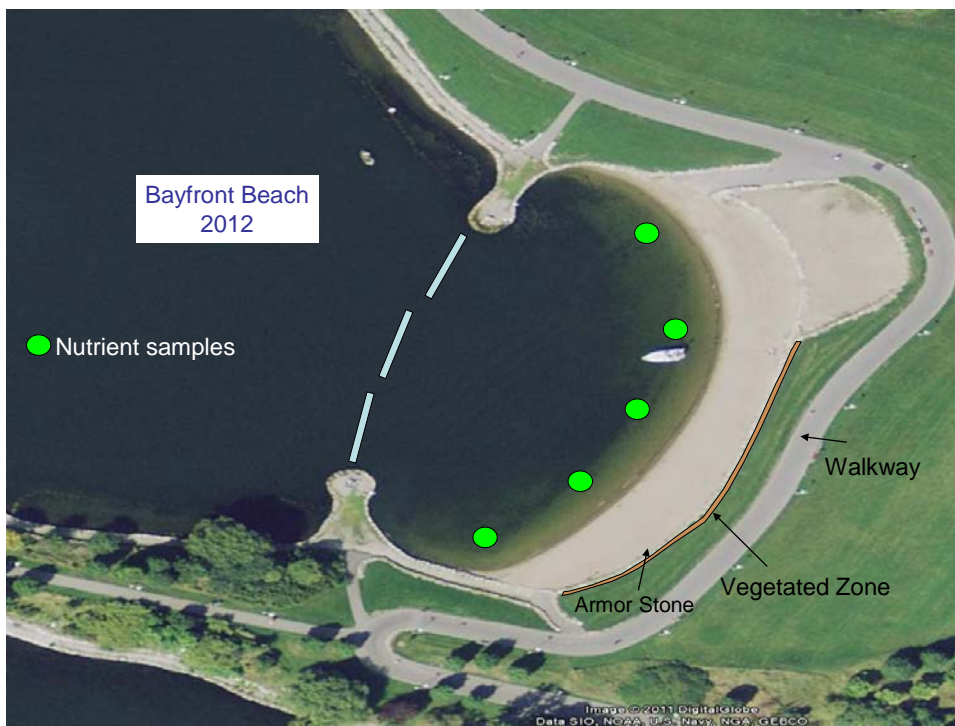 Bayfront Beach
2012
Nutrient samples
Walkway
Vegetated Zone
Armor Stone
Image © 2011 DigitalGlobe
Data SIO, NOAA, U.S. Navy, NGA, GEBCO